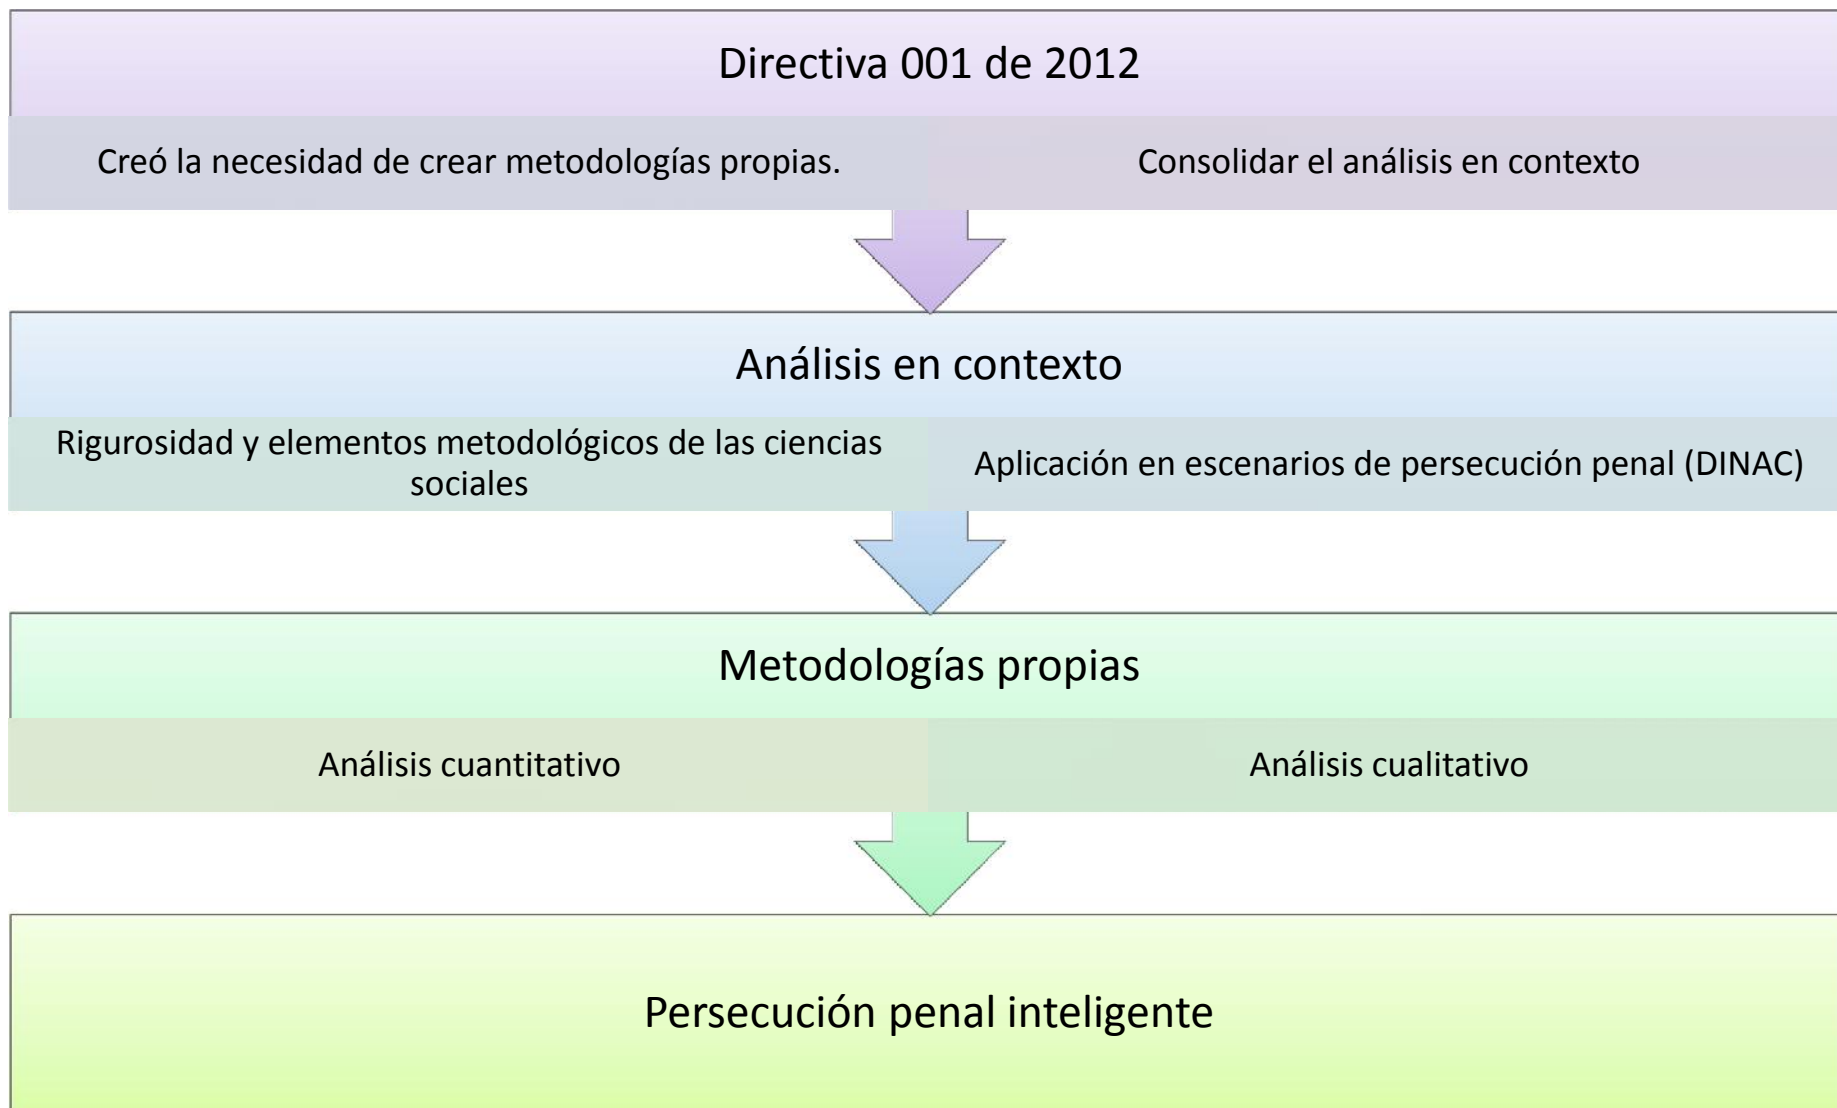 Directiva 001 de 2012
Creó la necesidad de crear metodologías propias.
Consolidar el análisis en contexto
Análisis en contexto
Rigurosidad y elementos metodológicos de las ciencias
sociales
Aplicación en escenarios de persecución penal (DINAC)
Metodologías propias
Análisis cuantitativo
Análisis cualitativo
Persecución penal inteligente